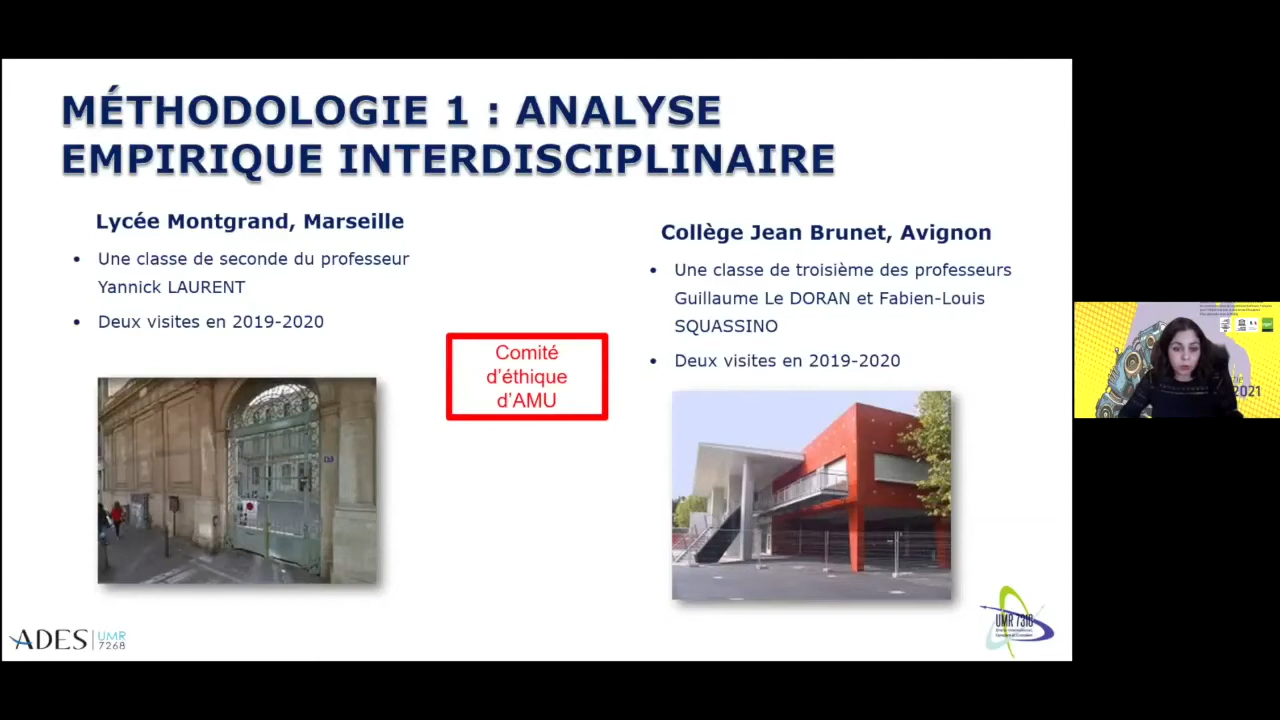 MÉTHODOLOGIE 1 : ANALYSE
EMPIRIQUE INTERDISCIPLINAIRE
Lycée Montgrand, Marseille
• Une classe de seconde du professeur
Yannick LAURENT
• Deux visites en 2019-2020
Comité
d'éthique
d'AMU
Collège Jean Brunet, Avignon
• Une classe de troisième des professeurs
Guillaume Le DORAN et Fabien-Louis
SQUASSINO
• Deux visites en 2019-2020
ADES UMR
7268
UMR 7318
2021